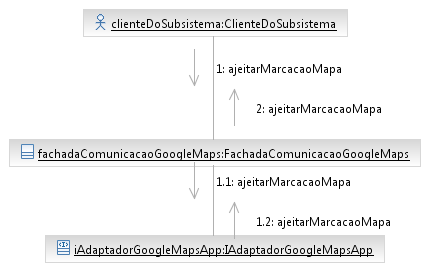 clienteDoSubsistema:ClienteDoSubsistema
1: ajeitarMarcacaoMapa
2: ajeitarMarcacaoMapa
fachadaComunicacaoGoogleMaps:FachadaComunicacaoGoogleMaps
1.1: ajeitarMarcacaoMapa
1.2: ajeitarMarcacaoMapa
iAdaptadorGoogleMapsApp:IAdaptadorGoogleMapsApp